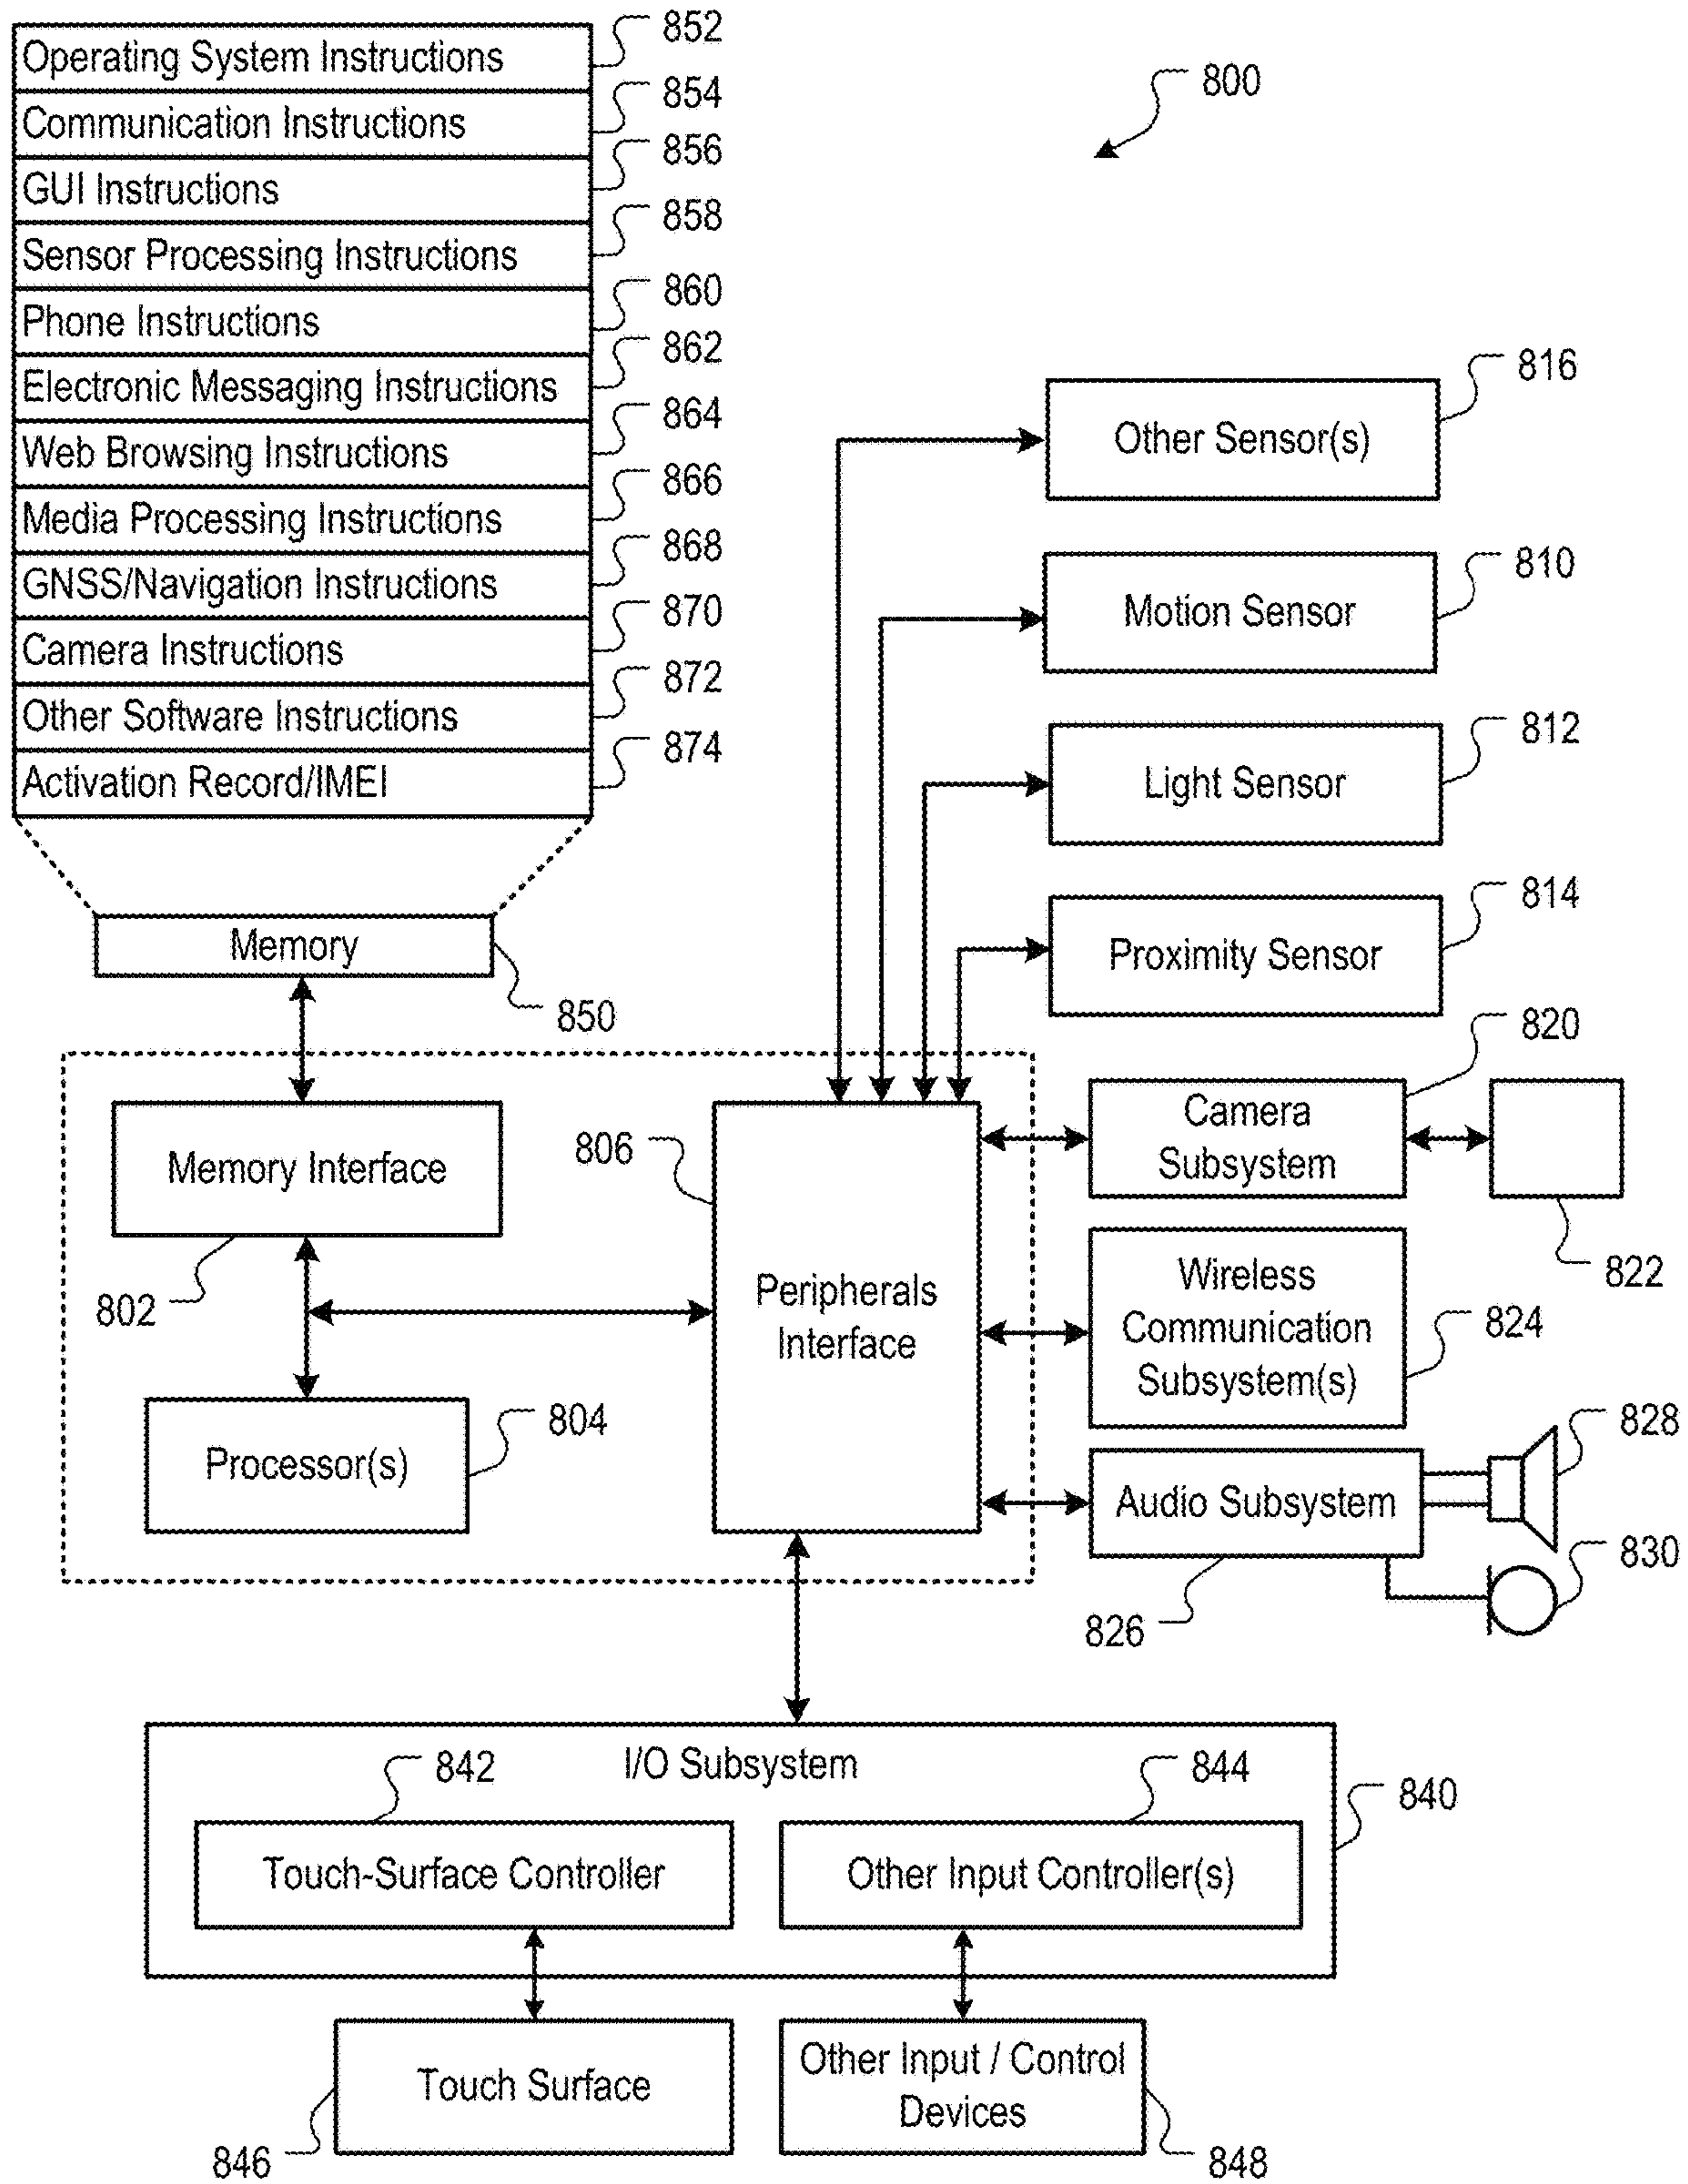 852
Operating System Instructions
854
Communication Instructions
856
GUI Instructions
858
Sensor Processing Instructions
860
Phone Instructions
862
Electronic Messaging Instructions
864
Web Browsing Instructions
866
Media Processing Instructions
868
GNSS/Navigation Instructions
870
Camera Instructions
872
Other Software Instructions
874
Activation Record/IMEI
Memory
850
800
816
Other Sensor(s)
810
Motion Sensor
812
Light Sensor
814
Proximity Sensor
820
Camera
Subsystem
822
Memory Interface
802
806
Peripherals
Interface
Wireless
Communication
Subsystem(s)
824
804
Processor(s)
828
Audio Subsystem
826
830
I/O Subsystem
842
844
840
Touch-Surface Controller
Other Input Controller(s)
Touch Surface
846
Other Input / Control
Devices
848